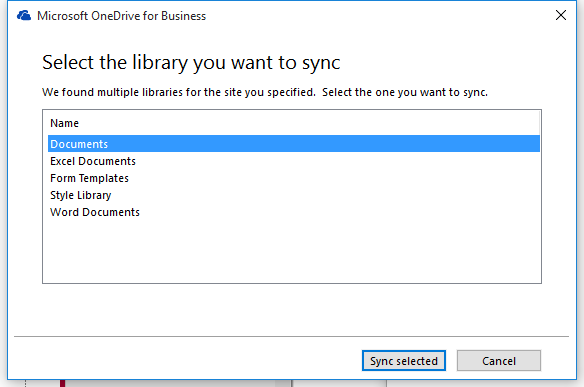 Microsoft OneDrive for Business
Select the library you want to sync
We found multiple libraries for the site you specified.  Select the one you want to sync.
Name
Documents
Excel Documents
Form Templates
Style Library
Word Documents
Sync selected
Cancel